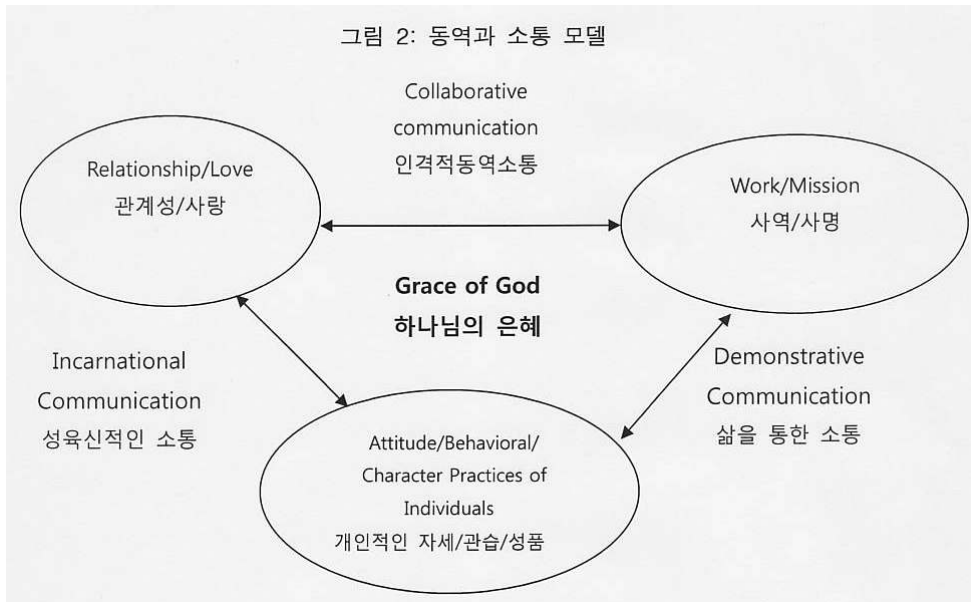 그림 2: 동역과 소통 모델
Collaborative
communication
인격적동역소통
Relationship/Love
관계성/사랑
Work/Mission
사역/사명
Grace of God
하나님의 은혜
Incarnational
Communication
성육신적인 소통
Demonstrative
Communication
삶을 통한 소통
Attitude/Behavioral/
Character Practices of
Individuals
개인적인 자세/관습/성품